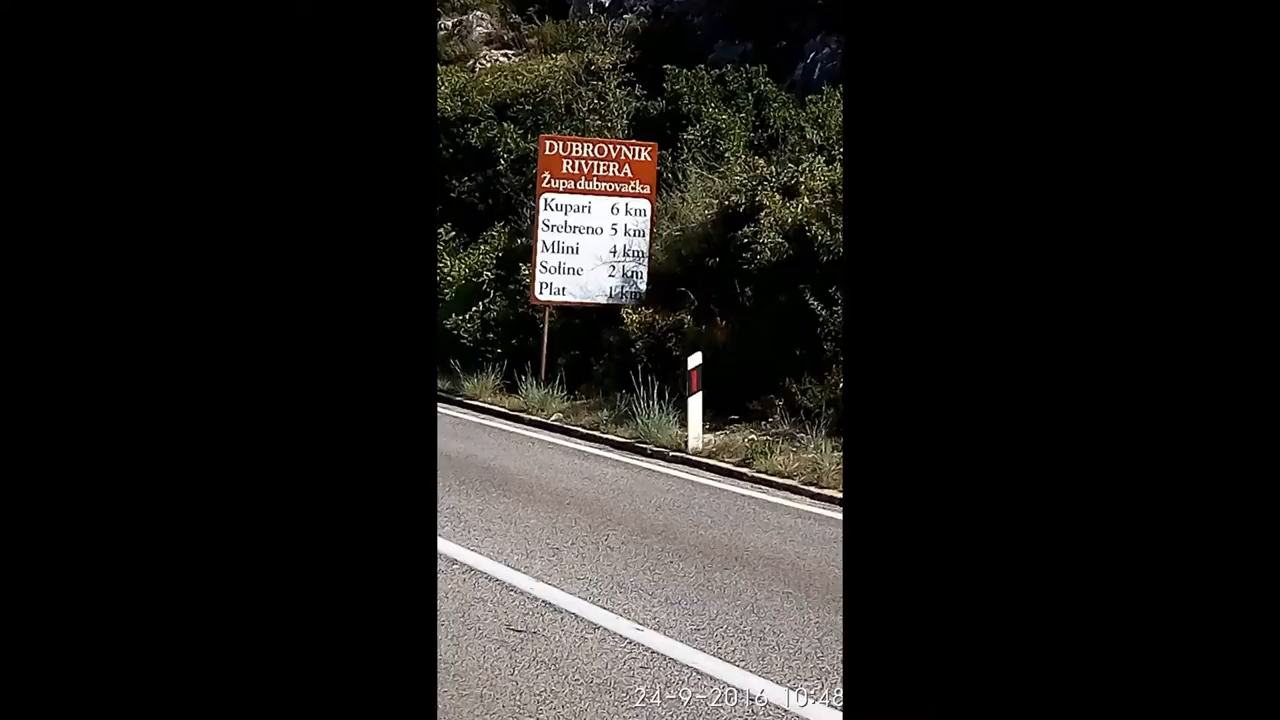 DUBROVNIK
RIVIERA
Župa dubrovačka
Kupari 6 km
Srebreno 5 km
Mlini 4 km
Soline 2 km
Plat 1 km
24-9-2016 10:48